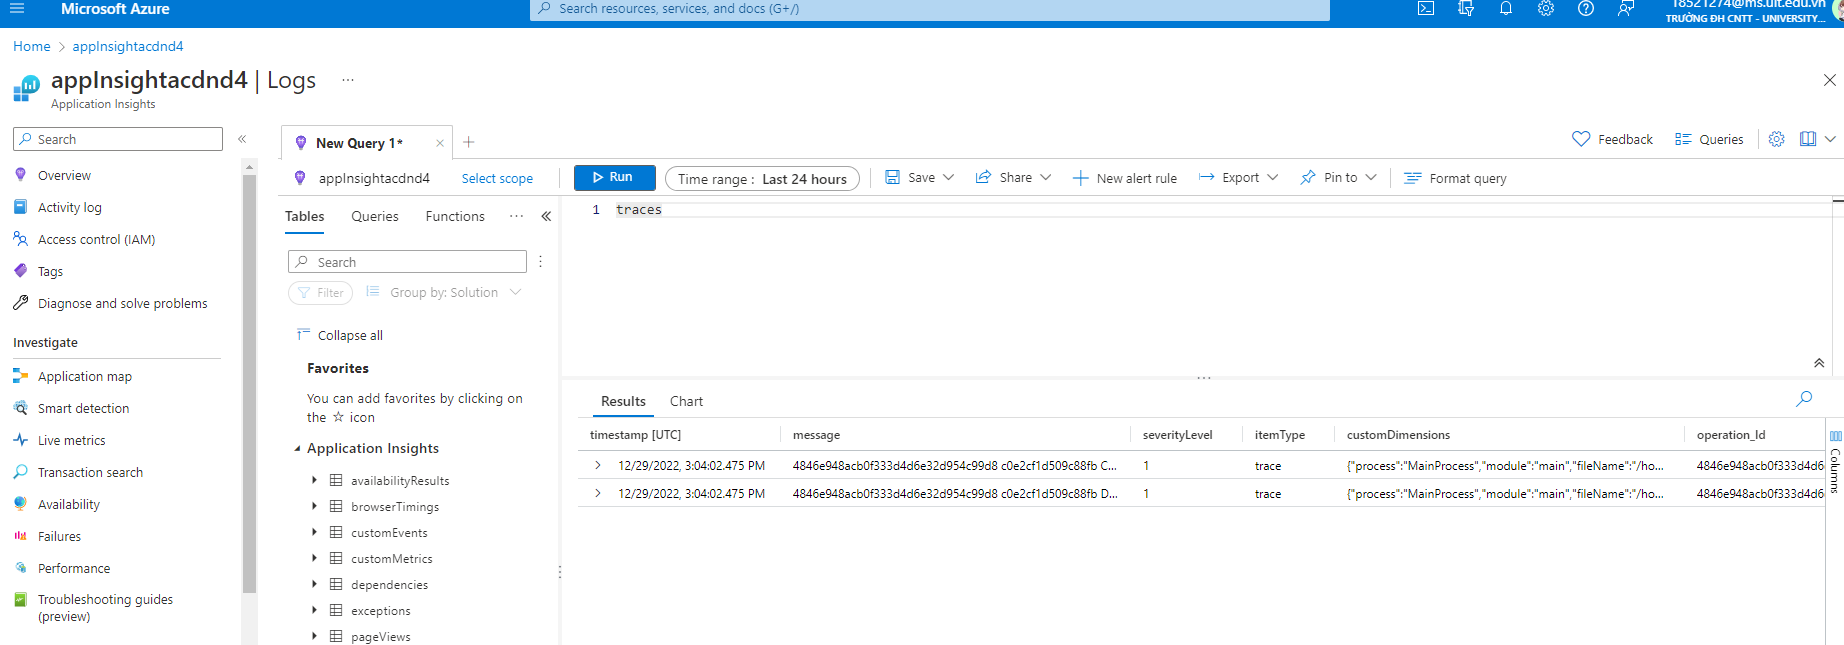 Microsoft Azure
Search resources, services, and docs (G+/)
18521274@ms.uit.edu.vn
TRƯỜNG ĐH CNTT - UNIVERSITY...
Home > appInsightacdnd4
appInsightacdnd4 | Logs ...
Application Insights
Search
Overview
Activity log
Access control (IAM)
Tags
Diagnose and solve problems
Investigate
Application map
Smart detection
Live metrics
Transaction search
Availability
Failures
Performance
Troubleshooting guides
(preview)
New Query 1*
Feedback
Queries
appInsightacdnd4
Select scope
Run
Time range : Last 24 hours
Save
Share
New alert rule
Export
Pin to
Format query
Tables
Queries
Functions
...
Search
Filter
Group by: Solution
Collapse all
Favorites
You can add favorites by clicking on
the ☆ icon
Application Insights
availabilityResults
browserTimings
customEvents
customMetrics
dependencies
exceptions
pageViews
1 traces
Results
Chart
timestamp [UTC] message severityLevel itemType customDimensions operation_Id
12/29/2022, 3:04:02.475 PM 4846e948acb0f333d4d6e32d954c99d8 c0e2cf1d509c88fb C... 1 trace {"process":"MainProcess","module":"main","fileName":"/ho... 4846e948acb0f333d4d6
12/29/2022, 3:04:02.475 PM 4846e948acb0f333d4d6e32d954c99d8 c0e2cf1d509c88fb D... 1 trace {"process":"MainProcess","module":"main","fileName":"/ho... 4846e948acb0f333d4d6
Columns